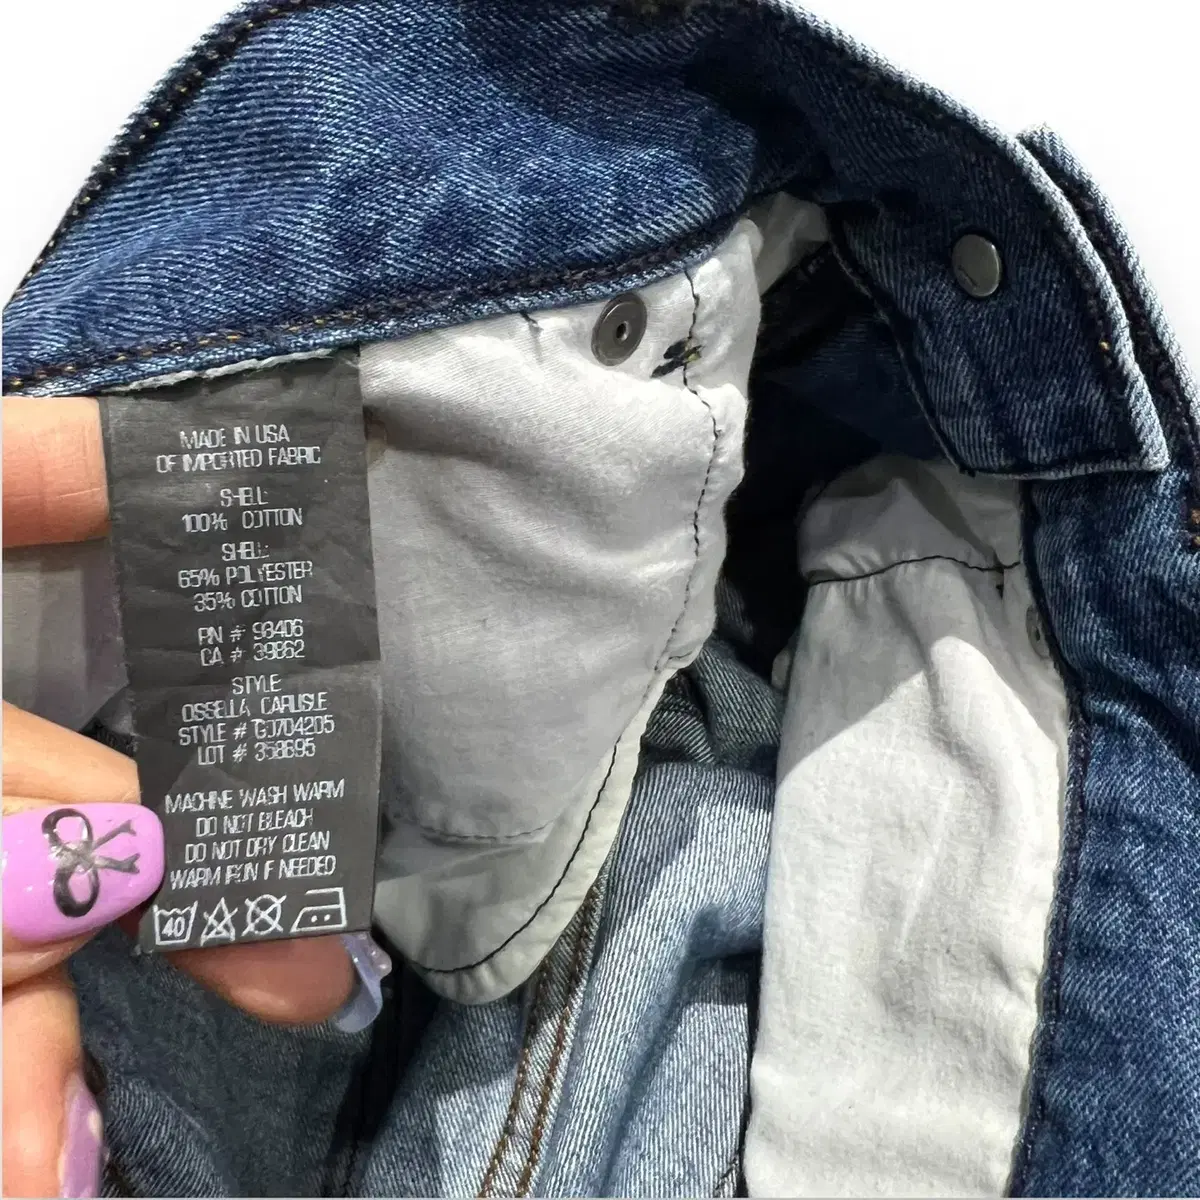 MADE IN USA
OF IMPORTED FABRIC
SHELL:
100% COTTON
SHELL:
65% POLYESTER
35% COTTON
RN # 93406
CA # 39862
STYLE
OSSELLA CARLISLE
STYLE # GJ704205
LOT # 358695
MACHINE WASH WARM
DO NOT BLEACH
DO NOT DRY CLEAN
WARM IRON IF NEEDED
40